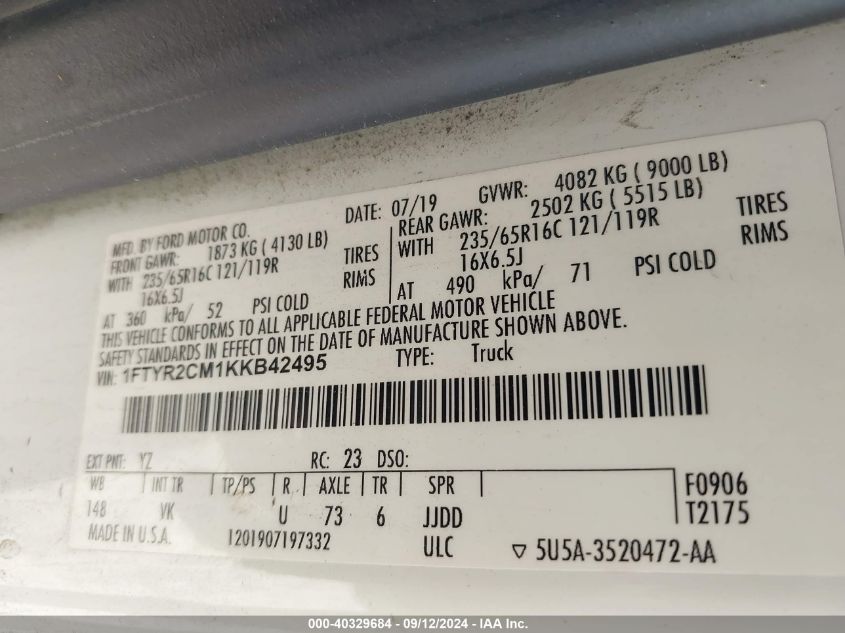 MFD. BY FORD MOTOR CO.
DATE: 07/19 GVWR: 4082 KG ( 9000 LB)
FRONT GAWR: 1873 KG ( 4130 LB)
REAR GAWR: 2502 KG ( 5515 LB)
WITH 235/65R16C 121/119R TIRES
WITH 235/65R16C 121/119R TIRES
16X6.5J RIMS
16X6.5J RIMS
AT 360 kPa/ 52 PSI COLD
AT 490 kPa/ 71 PSI COLD
THIS VEHICLE CONFORMS TO ALL APPLICABLE FEDERAL MOTOR VEHICLE
SAFETY STANDARDS IN EFFECT ON THE DATE OF MANUFACTURE SHOWN ABOVE.
VIN: 1FTYR2CM1KKB42495 TYPE: Truck
EXT PNT: YZ RC: 23 DSO:
WB INT TR TP/PS R AXLE TR SPR F0906
148 VK U 73 6 JJDD T2175
MADE IN U.S.A. 1201907197332 ULC ▽ 5U5A-3520472-AA
000-40329684 - 09/12/2024 - IAA Inc.